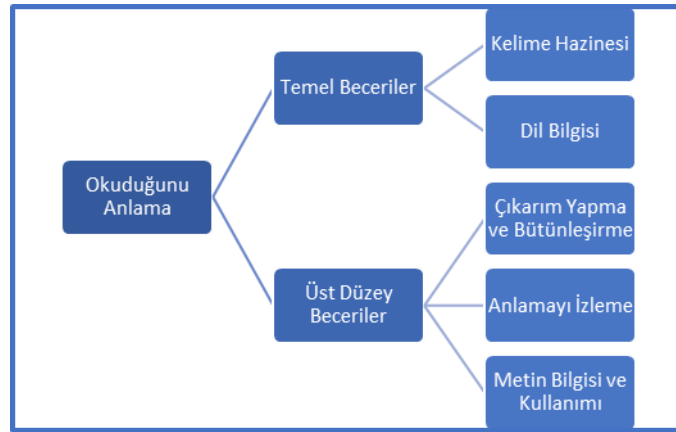 Okuduğunu
Anlama
Temel Beceriler
Kelime Hazinesi
Dil Bilgisi
Üst Düzey
Beceriler
Çıkarım Yapma
ve Bütünleşirme
Anlamayı İzleme
Metin Bilgisi ve
Kullanımı